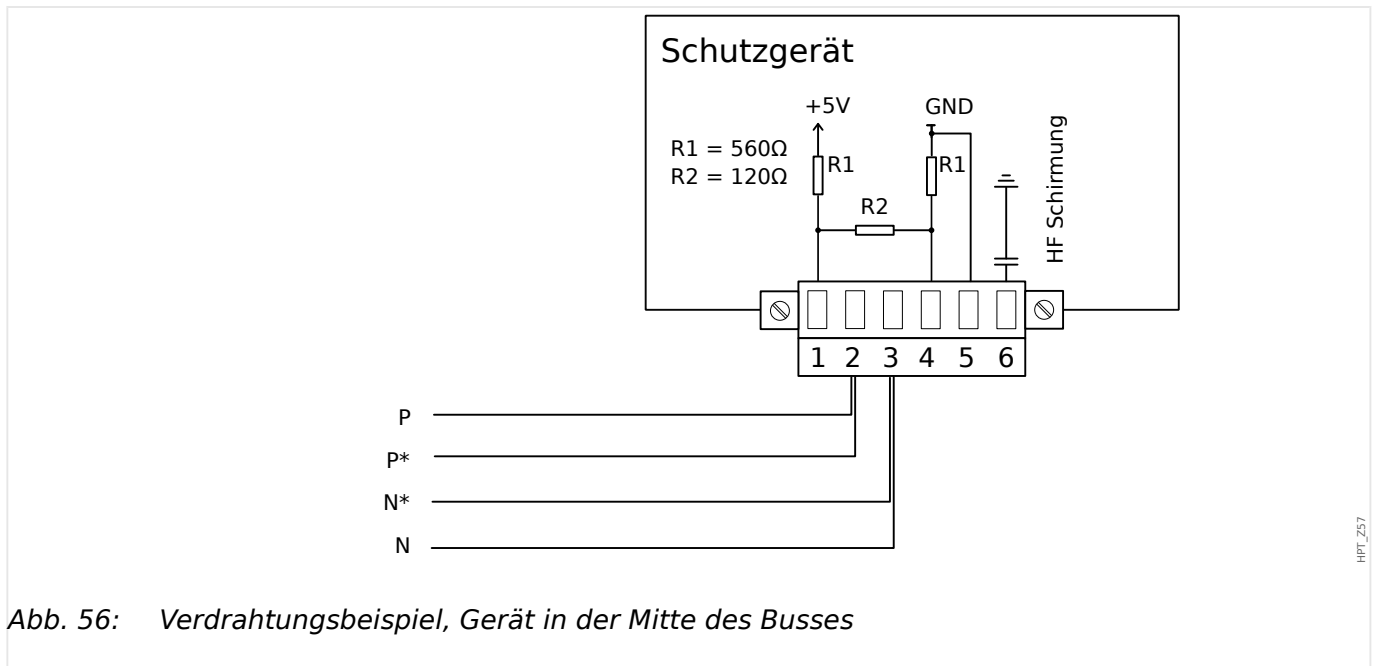 Schutzgerät
+5V
GND
R1 = 560Ω
R2 = 120Ω
R1
R1
R2
HF Schirmung
1 2 3 4 5 6
P
P*
N*
N
HPT_Z57
Abb. 56: Verdrahtungsbeispiel, Gerät in der Mitte des Busses